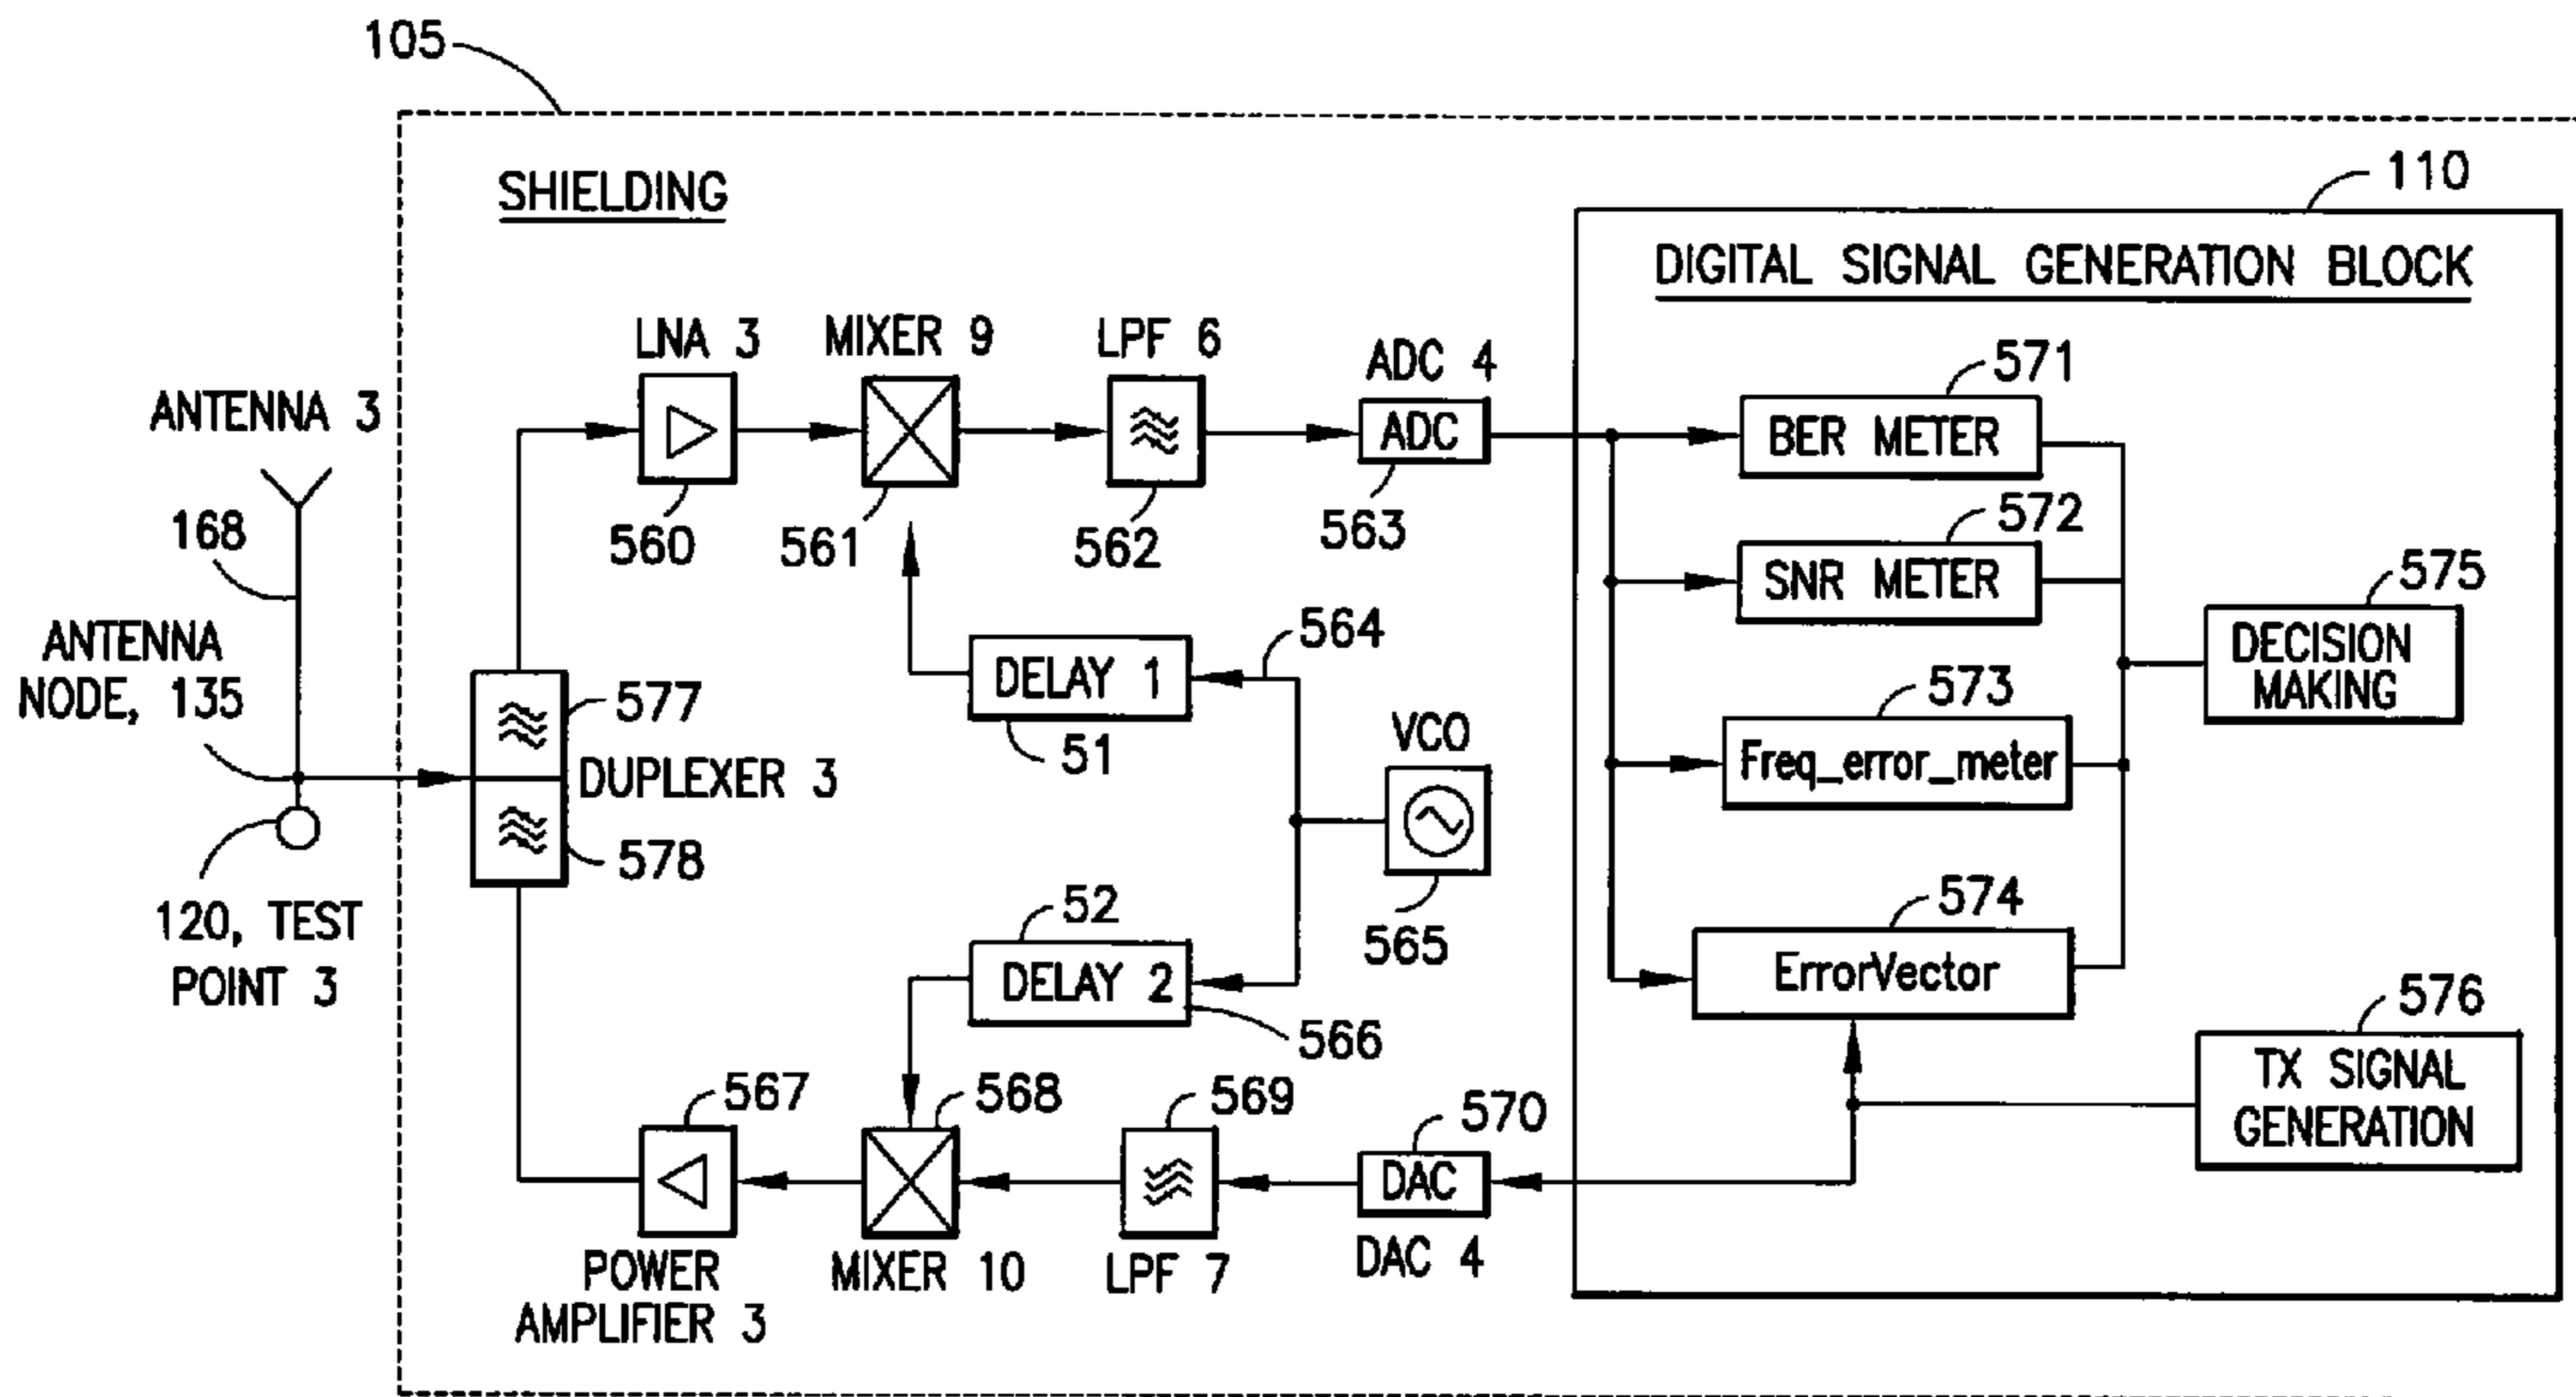 105
SHIELDING
110
DIGITAL SIGNAL GENERATION BLOCK
LNA 3
MIXER 9
LPF 6
ADC 4
ADC
560
561
562
563
571
BER METER
572
SNR METER
575
DECISION
MAKING
573
Freq_error_meter
574
ErrorVector
576
TX SIGNAL
GENERATION
ANTENNA 3
168
ANTENNA
NODE, 135
120, TEST
POINT 3
577
DUPLEXER 3
578
564
DELAY 1
51
VCO
565
52
DELAY 2
566
567
568
569
570
DAC
POWER
AMPLIFIER 3
MIXER 10
LPF 7
DAC 4